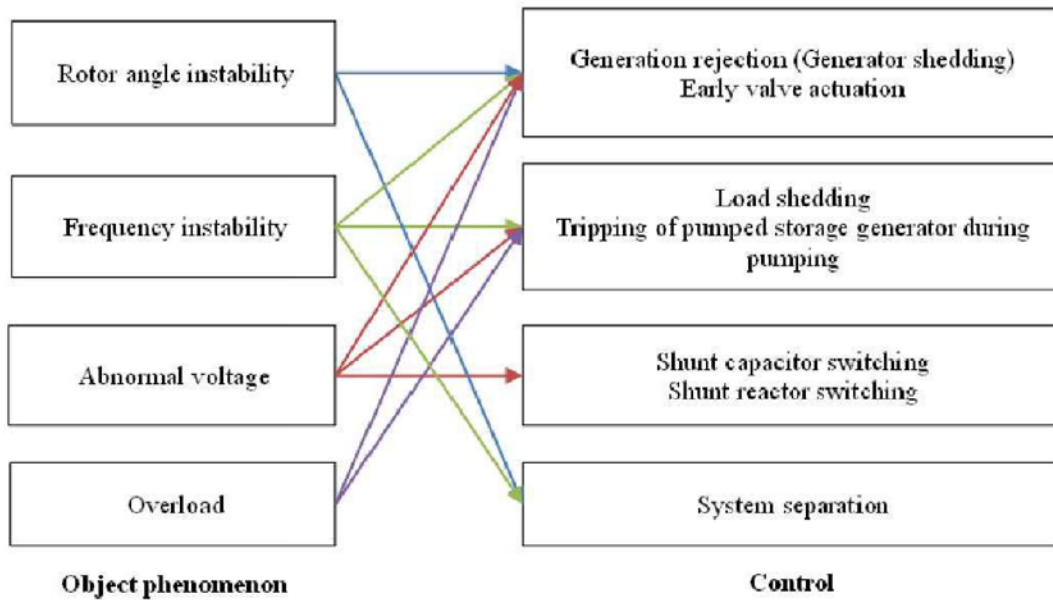 Rotor angle instability
Generation rejection (Generator shedding)
Early valve actuation
Frequency instability
Load shedding
Tripping of pumped storage generator during
pumping
Abnormal voltage
Shunt capacitor switching
Shunt reactor switching
Overload
System separation
Object phenomenon
Control